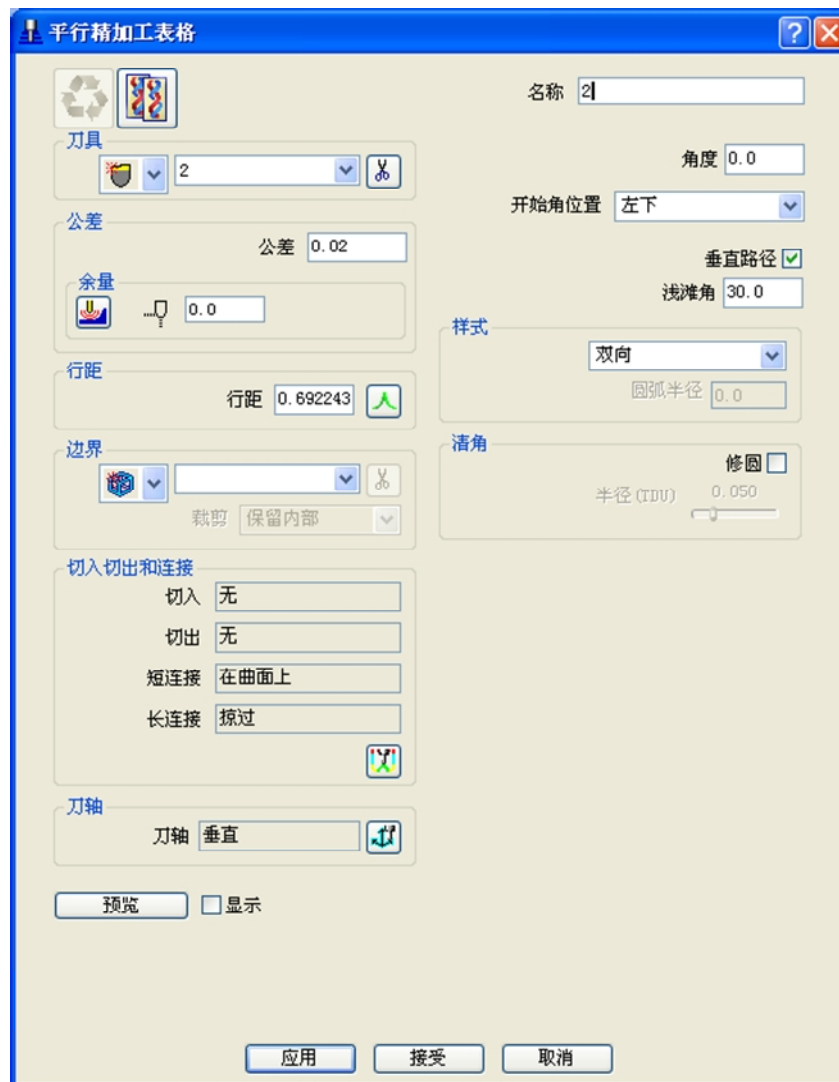 平行精加工表格
名称 2
刀具
2
角度 0.0
开始角位置 左下
公差
公差 0.02
垂直路径
浅滩角 30.0
余量
0.0
样式
双向
圆弧半径 0.0
行距
行距 0.692243
边界
裁剪 保留内部
清角
修圆
半径(TDU) 0.050
切入切出和连接
切入 无
切出 无
短连接 在曲面上
长连接 掠过
刀轴
刀轴 垂直
预览 显示
应用 接受 取消